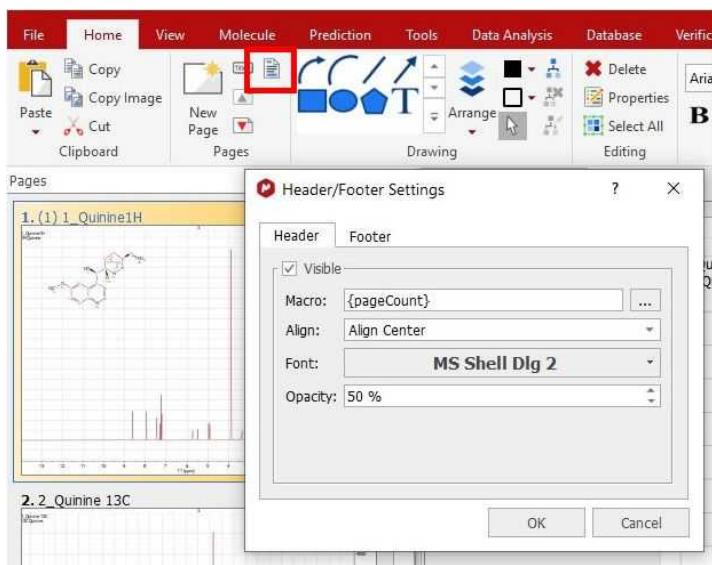 File Home View Molecule Prediction Tools Data Analysis Database Verific
Copy
Copy Image
Cut
Paste
Clipboard
New
Page
Pages
T
Arrange
Drawing
Delete
Properties
Select All
Editing
Aria
B
Pages
1. (1) 1_Quinine1H
2. 2_Quinine 13C
Header/Footer Settings ? X
Header Footer
Visible
Macro: {pageCount} ...
Align: Align Center
Font: MS Shell Dlg 2
Opacity: 50 %
OK Cancel